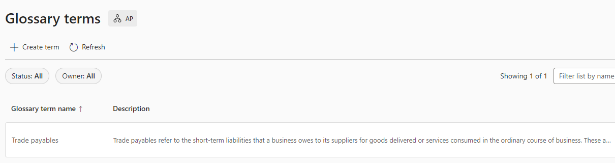 Glossary terms AP
Create term Refresh
Status: All Owner: All Showing 1 of 1 Filter list by name
Glossary term name ↑ Description
Trade payables Trade payables refer to the short-term liabilities that a business owes to its suppliers for goods delivered or services consumed in the ordinary course of business. These a...